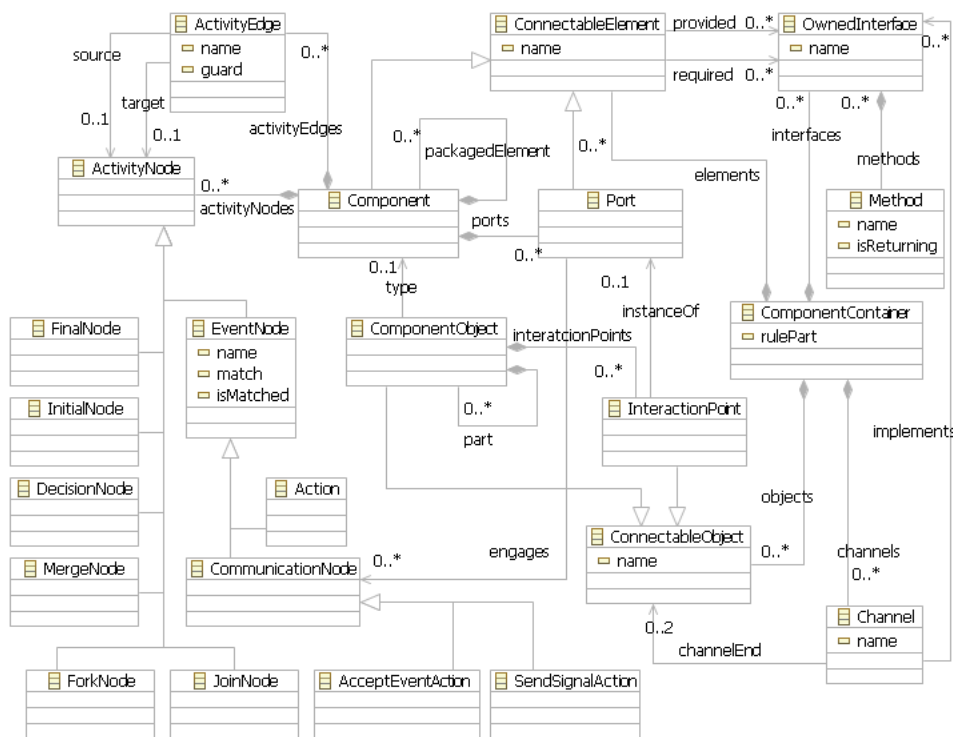 ActivityEdge
name
guard
ConnectableElement
name
provided 0..*
OwnedInterface
name
0..*
source
0..*
required 0..*
target
0..1
0..1
activityEdges
0..*
packagedElement
0..*
0..*
0..*
interfaces
methods
elements
ActivityNode
0..*
activityNodes
Component
ports
0..*
Port
Method
name
isReturning
0..1
type
0..1
instanceOf
FinalNode
EventNode
name
match
isMatched
ComponentObject
interatcionPoints
0..*
ComponentContainer
rulePart
InitialNode
0..*
part
InteractionPoint
implements
DecisionNode
Action
objects
ConnectableObject
name
0..*
MergeNode
CommunicationNode
0..*
engages
channels
0..*
Channel
name
0..2
channelEnd
ForkNode
JoinNode
AcceptEventAction
SendSignalAction